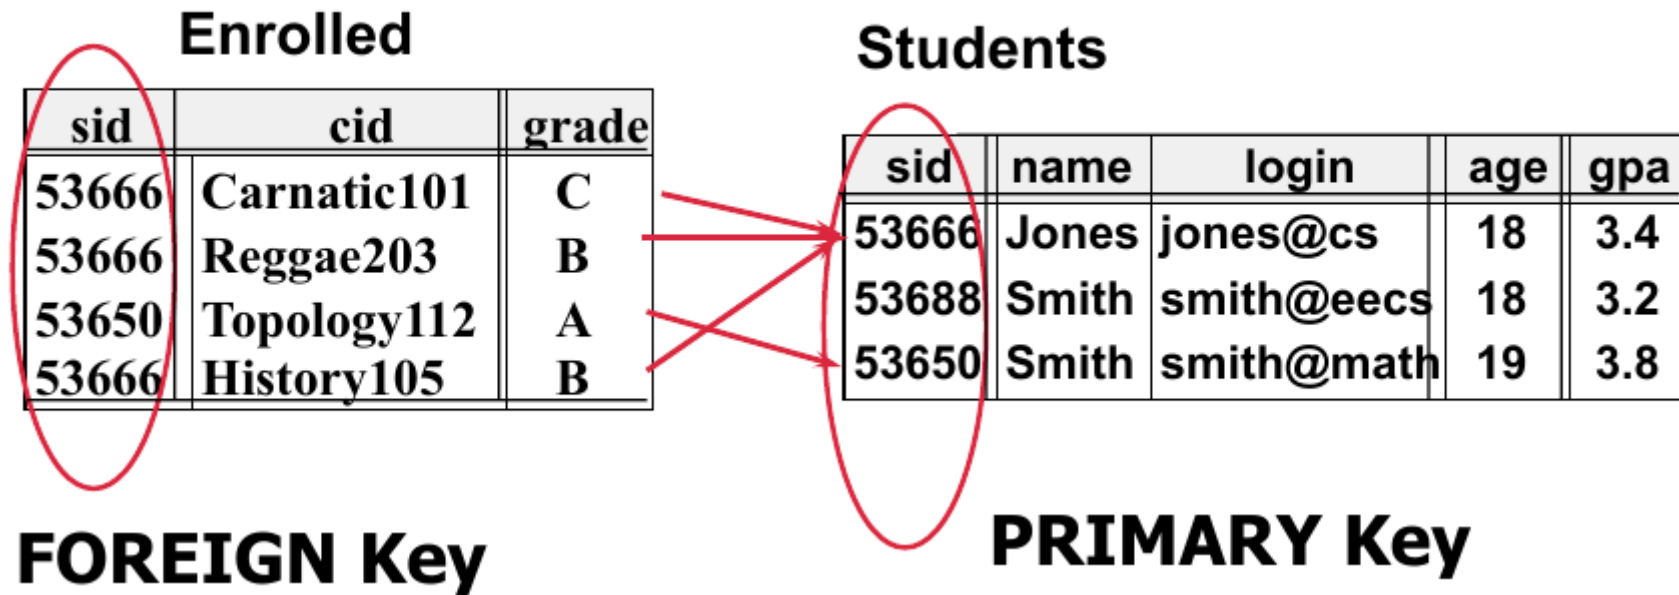 Enrolled
sid cid grade
53666 Carnatic101 C
53666 Reggae203 B
53650 Topology112 A
53666 History105 B
FOREIGN Key
Students
sid name login age gpa
53666 Jones jones@cs 18 3.4
53688 Smith smith@eecs 18 3.2
53650 Smith smith@math 19 3.8
PRIMARY Key